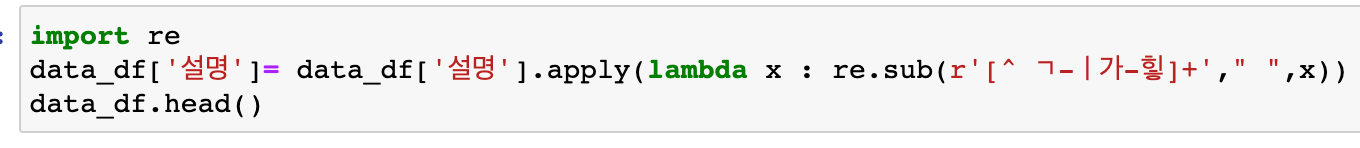 :
import re
data_df['설명']= data_df['설명'].apply(lambda x : re.sub(r'[^ ㄱ-ㅣ가-힣]+'," ",x))
data_df.head()